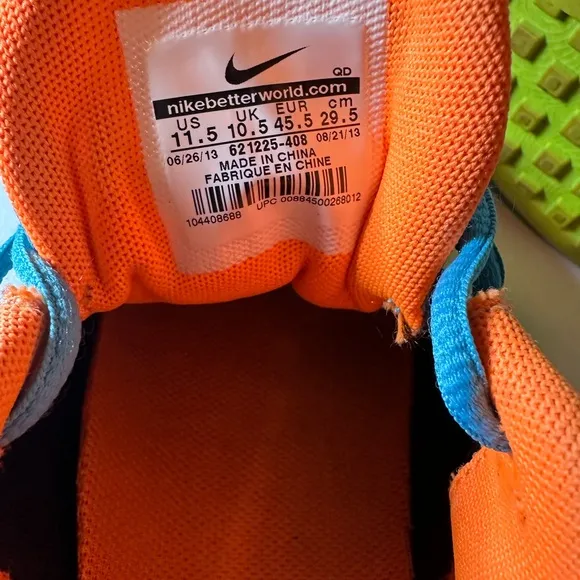 QD
nikebetterworld.com
US UK EUR cm
11.5 10.5 45.5 29.5
06/26/13 621225-408 08/21/13
MADE IN CHINA
FABRIQUE EN CHINE
104408688 UPC 00884500268012